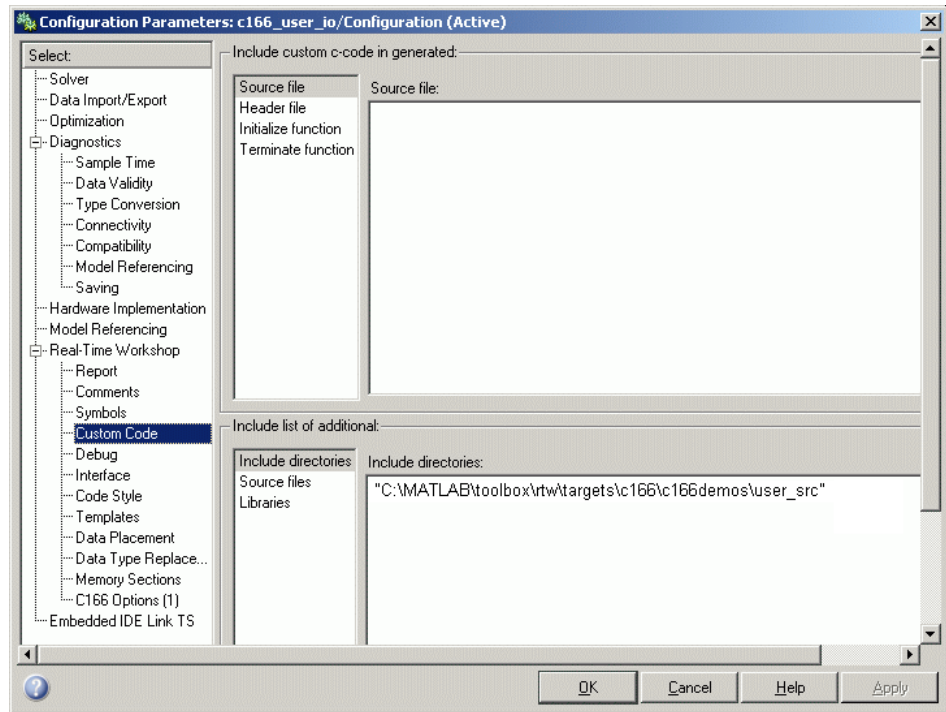 Configuration Parameters: c166_user_io/Configuration (Active)
Select:
Solver
Data Import/Export
Optimization
Diagnostics
Sample Time
Data Validity
Type Conversion
Connectivity
Compatibility
Model Referencing
Saving
Hardware Implementation
Model Referencing
Real-Time Workshop
Report
Comments
Symbols
Custom Code
Debug
Interface
Code Style
Templates
Data Placement
Data Type Replace...
Memory Sections
C166 Options (1)
Embedded IDE Link TS
Include custom c-code in generated:
Source file
Header file
Initialize function
Terminate function
Source file:
Include list of additional:
Include directories
Source files
Libraries
Include directories:
"C:\MATLAB\toolbox\rtw\targets\c166\c166demos\user_src"
OK
Cancel
Help
Apply